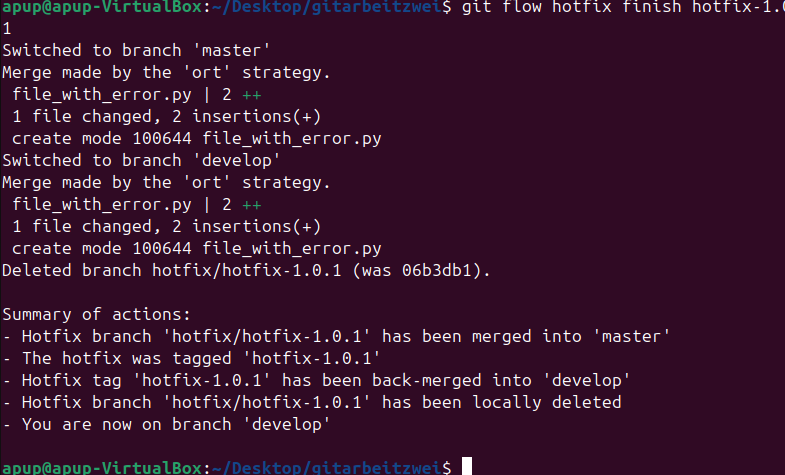 apup@apup-VirtualBox:~/Desktop/gitarbeitzwei$ git flow hotfix finish hotfix-1.0
1
Switched to branch 'master'
Merge made by the 'ort' strategy.
 file_with_error.py | 2 ++
 1 file changed, 2 insertions(+)
 create mode 100644 file_with_error.py
Switched to branch 'develop'
Merge made by the 'ort' strategy.
 file_with_error.py | 2 ++
 1 file changed, 2 insertions(+)
 create mode 100644 file_with_error.py
Deleted branch hotfix/hotfix-1.0.1 (was 06b3db1).

Summary of actions:
- Hotfix branch 'hotfix/hotfix-1.0.1' has been merged into 'master'
- The hotfix was tagged 'hotfix-1.0.1'
- Hotfix tag 'hotfix-1.0.1' has been back-merged into 'develop'
- Hotfix branch 'hotfix/hotfix-1.0.1' has been locally deleted
- You are now on branch 'develop'

apup@apup-VirtualBox:~/Desktop/gitarbeitzwei$